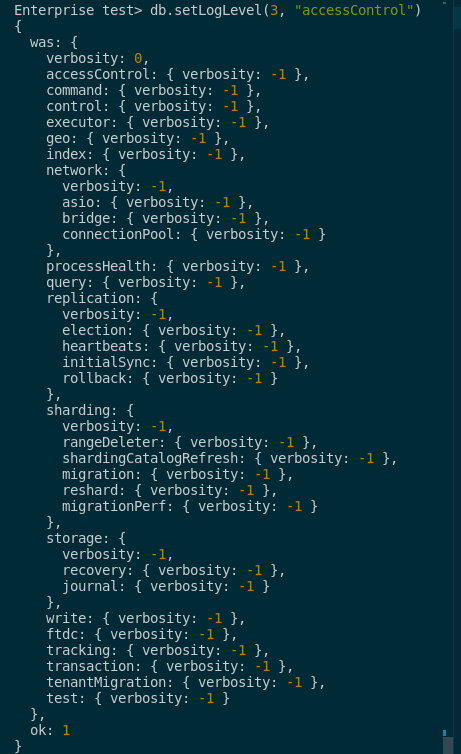 Enterprise test> db.setLogLevel(3, "accessControl")
{
  was: {
    verbosity: 0,
    accessControl: { verbosity: -1 },
    command: { verbosity: -1 },
    control: { verbosity: -1 },
    executor: { verbosity: -1 },
    geo: { verbosity: -1 },
    index: { verbosity: -1 },
    network: {
      verbosity: -1,
      asio: { verbosity: -1 },
      bridge: { verbosity: -1 },
      connectionPool: { verbosity: -1 }
    },
    processHealth: { verbosity: -1 },
    query: { verbosity: -1 },
    replication: {
      verbosity: -1,
      election: { verbosity: -1 },
      heartbeats: { verbosity: -1 },
      initialSync: { verbosity: -1 },
      rollback: { verbosity: -1 }
    },
    sharding: {
      verbosity: -1,
      rangeDeleter: { verbosity: -1 },
      shardingCatalogRefresh: { verbosity: -1 },
      migration: { verbosity: -1 },
      reshard: { verbosity: -1 },
      migrationPerf: { verbosity: -1 }
    },
    storage: {
      verbosity: -1,
      recovery: { verbosity: -1 },
      journal: { verbosity: -1 }
    },
    write: { verbosity: -1 },
    ftdc: { verbosity: -1 },
    tracking: { verbosity: -1 },
    transaction: { verbosity: -1 },
    tenantMigration: { verbosity: -1 },
    test: { verbosity: -1 }
  },
  ok: 1
}